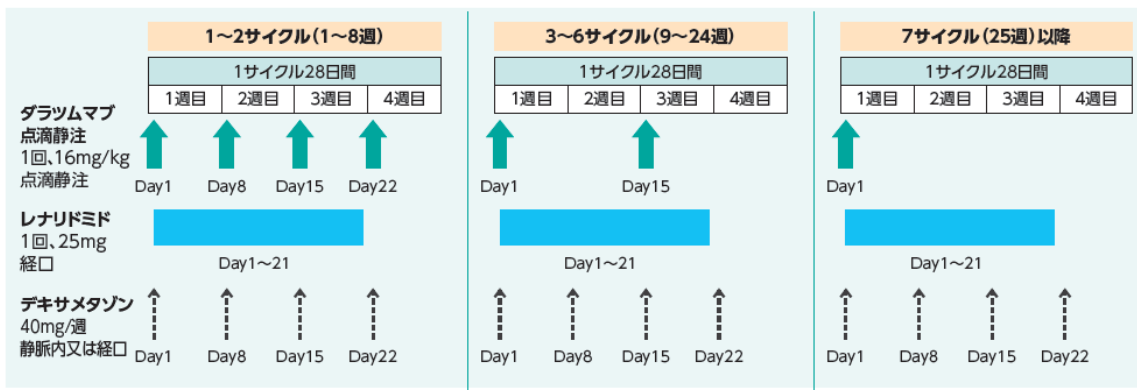 1～2サイクル(1～8週)
3～6サイクル(9～24週)
7サイクル(25週)以降
1サイクル28日間
1サイクル28日間
1サイクル28日間
1週目 2週目 3週目 4週目
1週目 2週目 3週目 4週目
1週目 2週目 3週目 4週目
ダラツムマブ
点滴静注
1回、16mg/kg
点滴静注
Day1 Day8 Day15 Day22
Day1 Day15
Day1
レナリドミド
1回、25mg
経口
Day1～21
Day1～21
Day1～21
デキサメタゾン
40mg/週
静脈内又は経口
Day1 Day8 Day15 Day22
Day1 Day8 Day15 Day22
Day1 Day8 Day15 Day22